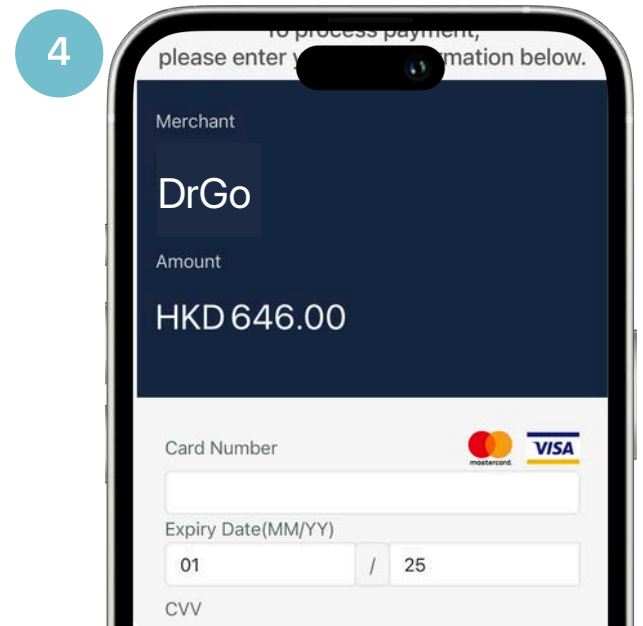 4
To process payment,
please enter y mation below.
Merchant
DrGo
Amount
HKD 646.00
Card Number
mastercard.
VISA
Expiry Date(MM/YY)
01 / 25
CVV